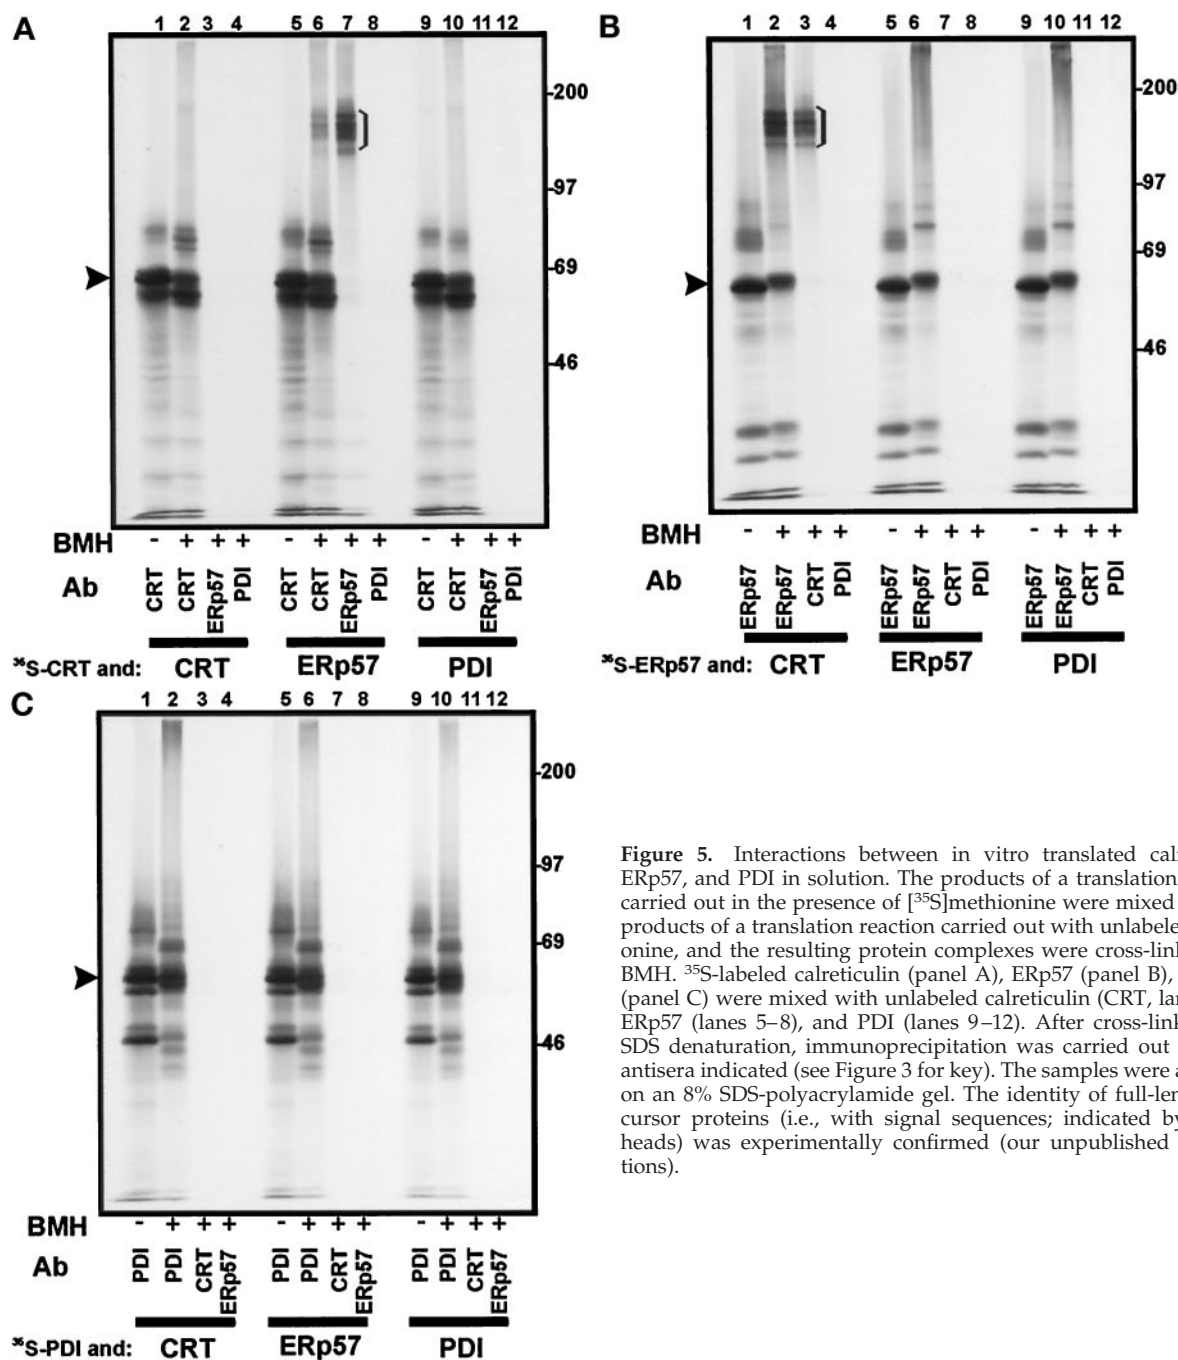 A
1 2 3 4 5 6 7 8 9 10 11 12
-200
-97
-69
-46
BMH - + + + - + + + - + + +
Ab CRT CRT ERp57 PDI CRT CRT ERp57 PDI CRT CRT ERp57 PDI
³⁵S-CRT and: CRT ERp57 PDI
B
1 2 3 4 5 6 7 8 9 10 11 12
-200
-97
-69
-46
BMH - + + + - + + + - + + +
Ab ERp57 ERp57 CRT PDI ERp57 ERp57 CRT PDI ERp57 ERp57 CRT PDI
³⁵S-ERp57 and: CRT ERp57 PDI
C
1 2 3 4 5 6 7 8 9 10 11 12
-200
-97
-69
-46
BMH - + + + - + + + - + + +
Ab PDI PDI CRT ERp57 PDI PDI CRT ERp57 PDI PDI CRT ERp57
³⁵S-PDI and: CRT ERp57 PDI
Figure 5. Interactions between in vitro translated calr
ERp57, and PDI in solution. The products of a translation
carried out in the presence of [³⁵S]methionine were mixed
products of a translation reaction carried out with unlabele
onine, and the resulting protein complexes were cross-link
BMH. ³⁵S-labeled calreticulin (panel A), ERp57 (panel B),
(panel C) were mixed with unlabeled calreticulin (CRT, lan
ERp57 (lanes 5–8), and PDI (lanes 9–12). After cross-link
SDS denaturation, immunoprecipitation was carried out
antisera indicated (see Figure 3 for key). The samples were a
on an 8% SDS-polyacrylamide gel. The identity of full-len
cursor proteins (i.e., with signal sequences; indicated by
heads) was experimentally confirmed (our unpublished
tions).